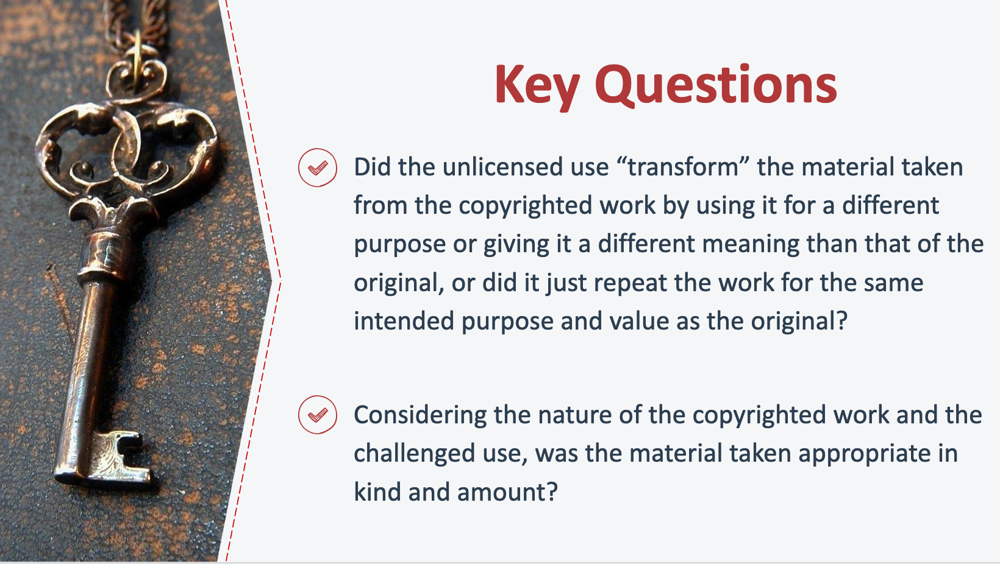 Key Questions
Did the unlicensed use “transform” the material taken
from the copyrighted work by using it for a different
purpose or giving it a different meaning than that of the
original, or did it just repeat the work for the same
intended purpose and value as the original?
Considering the nature of the copyrighted work and the
challenged use, was the material taken appropriate in
kind and amount?